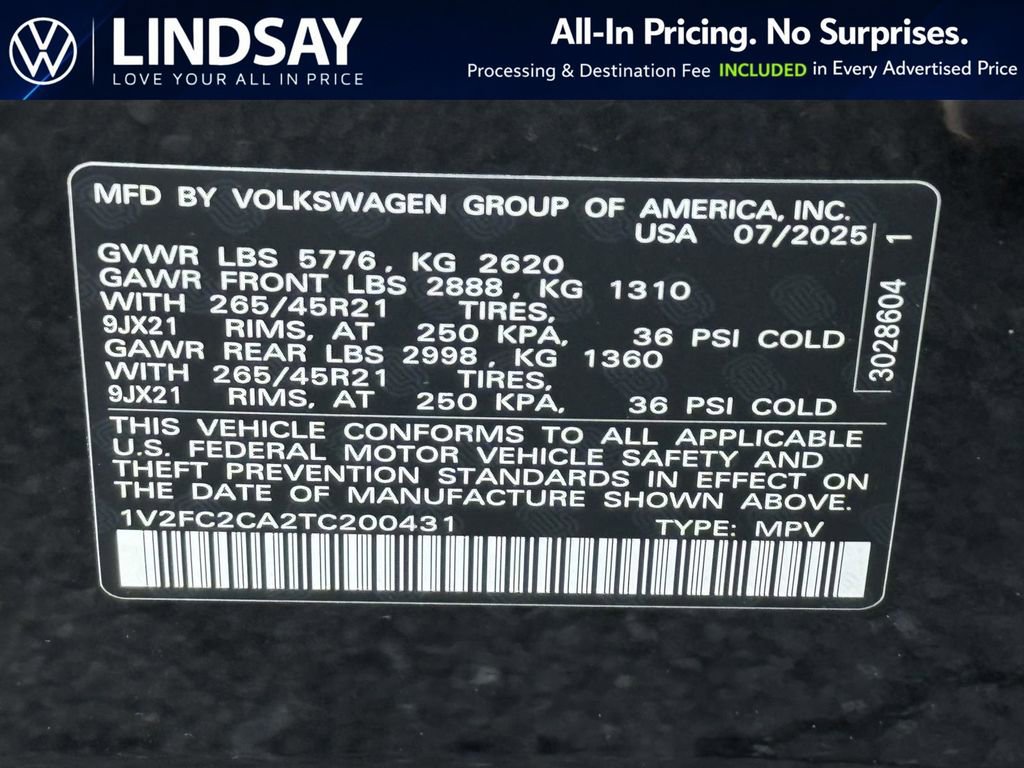 LINDSAY
LOVE YOUR ALL IN PRICE
All-In Pricing. No Surprises.
Processing & Destination Fee INCLUDED in Every Advertised Price
MFD BY VOLKSWAGEN GROUP OF AMERICA, INC.
USA 07/2025
GVWR LBS 5776, KG 2620
GAWR FRONT LBS 2888, KG 1310
WITH 265/45R21 TIRES,
9JX21 RIMS, AT 250 KPA, 36 PSI COLD
GAWR REAR LBS 2998, KG 1360
WITH 265/45R21 TIRES,
9JX21 RIMS, AT 250 KPA, 36 PSI COLD
3028604 1
THIS VEHICLE CONFORMS TO ALL APPLICABLE
U.S. FEDERAL MOTOR VEHICLE SAFETY AND
THEFT PREVENTION STANDARDS IN EFFECT ON
THE DATE OF MANUFACTURE SHOWN ABOVE.
1V2FC2CA2TC200431 TYPE: MPV